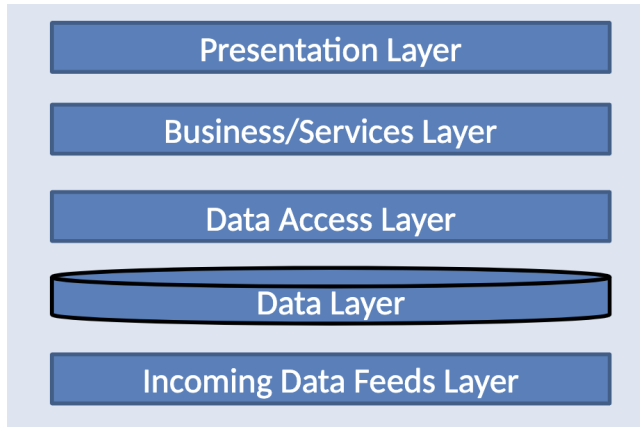 Presentation Layer
Business/Services Layer
Data Access Layer
Data Layer
Incoming Data Feeds Layer